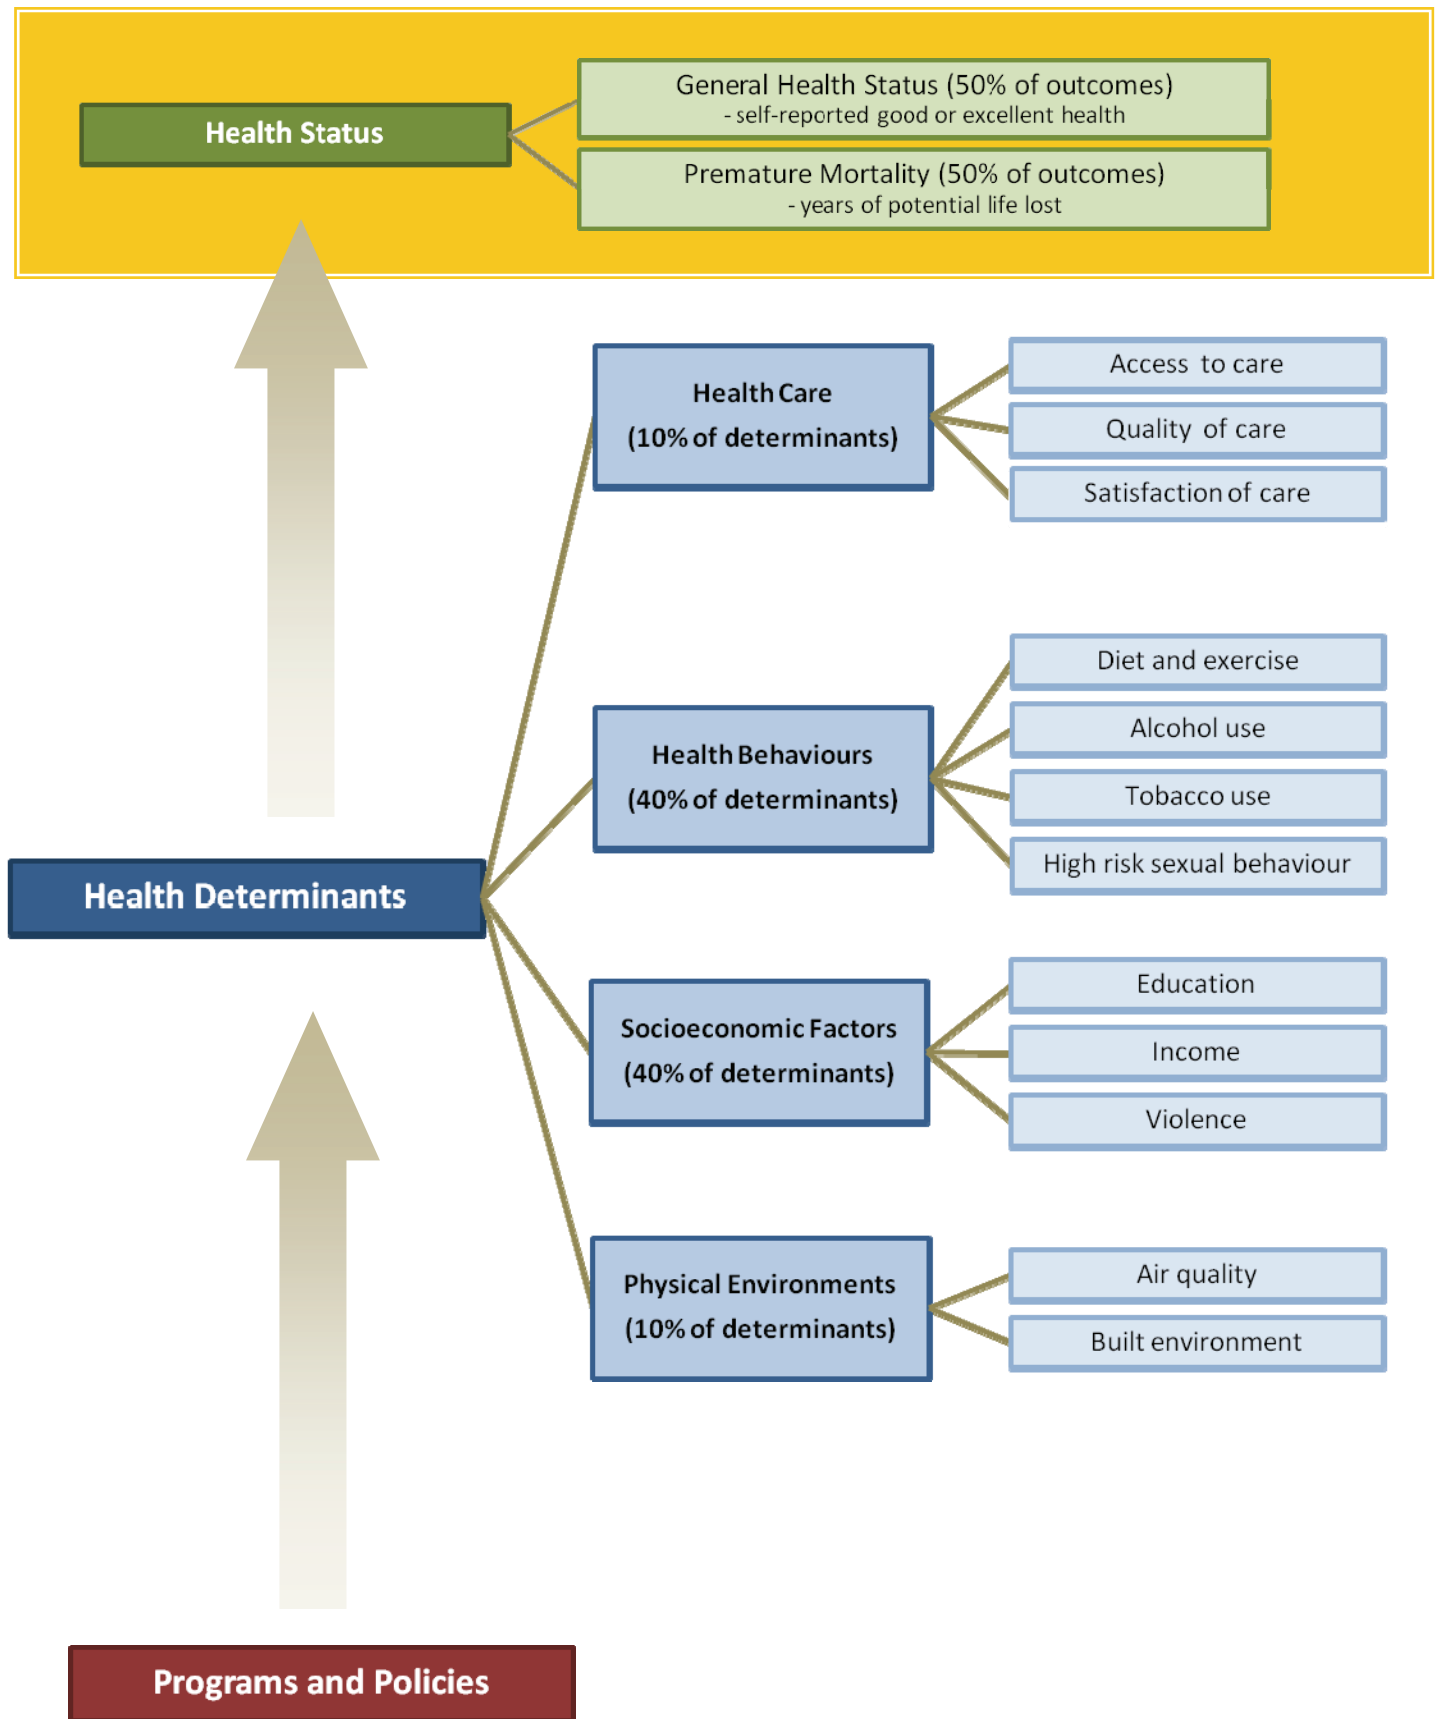 Health Status
General Health Status (50% of outcomes)
- self-reported good or excellent health
Premature Mortality (50% of outcomes)
- years of potential life lost
Health Care
(10% of determinants)
Access to care
Quality of care
Satisfaction of care
Health Behaviours
(40% of determinants)
Diet and exercise
Alcohol use
Tobacco use
High risk sexual behaviour
Health Determinants
Socioeconomic Factors
(40% of determinants)
Education
Income
Violence
Physical Environments
(10% of determinants)
Air quality
Built environment
Programs and Policies